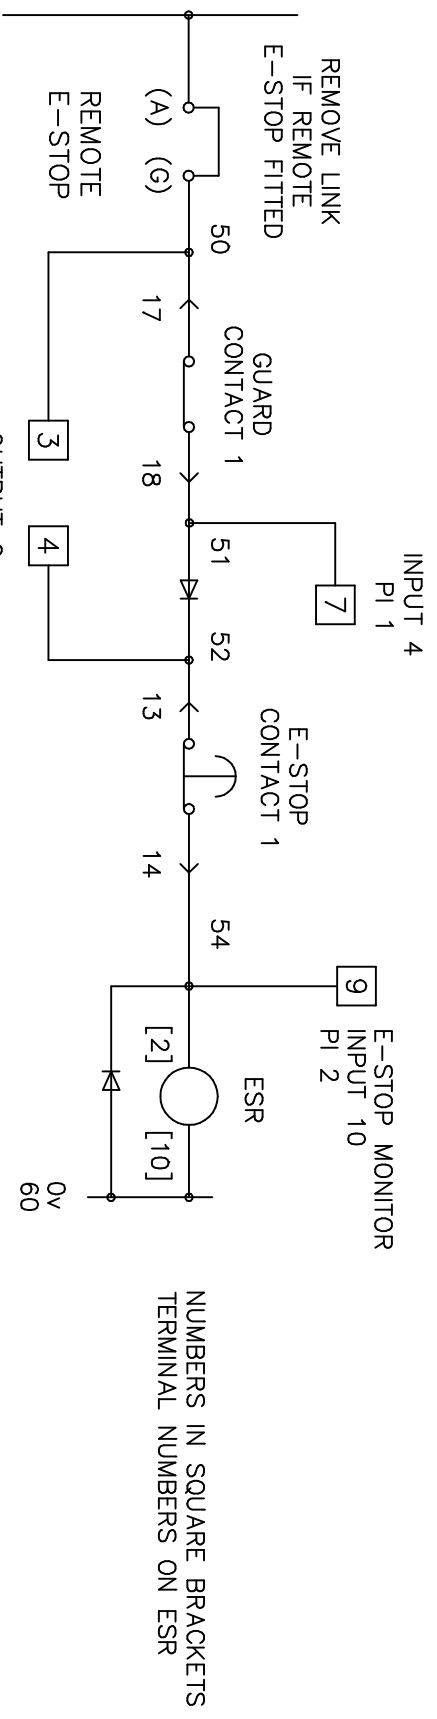 REMOVE LINK
IF REMOTE
E-STOP FITTED
(A)
(G)
REMOTE
E-STOP
50
17
GUARD
CONTACT 1
18
3
4
INPUT 4
PI 1
7
51
52
13
E-STOP
CONTACT 1
14
54
9
E-STOP MONITOR
INPUT 10
PI 2
ESR
[2]
[10]
0v
60
NUMBERS IN SQUARE BRACKETS
TERMINAL NUMBERS ON ESR